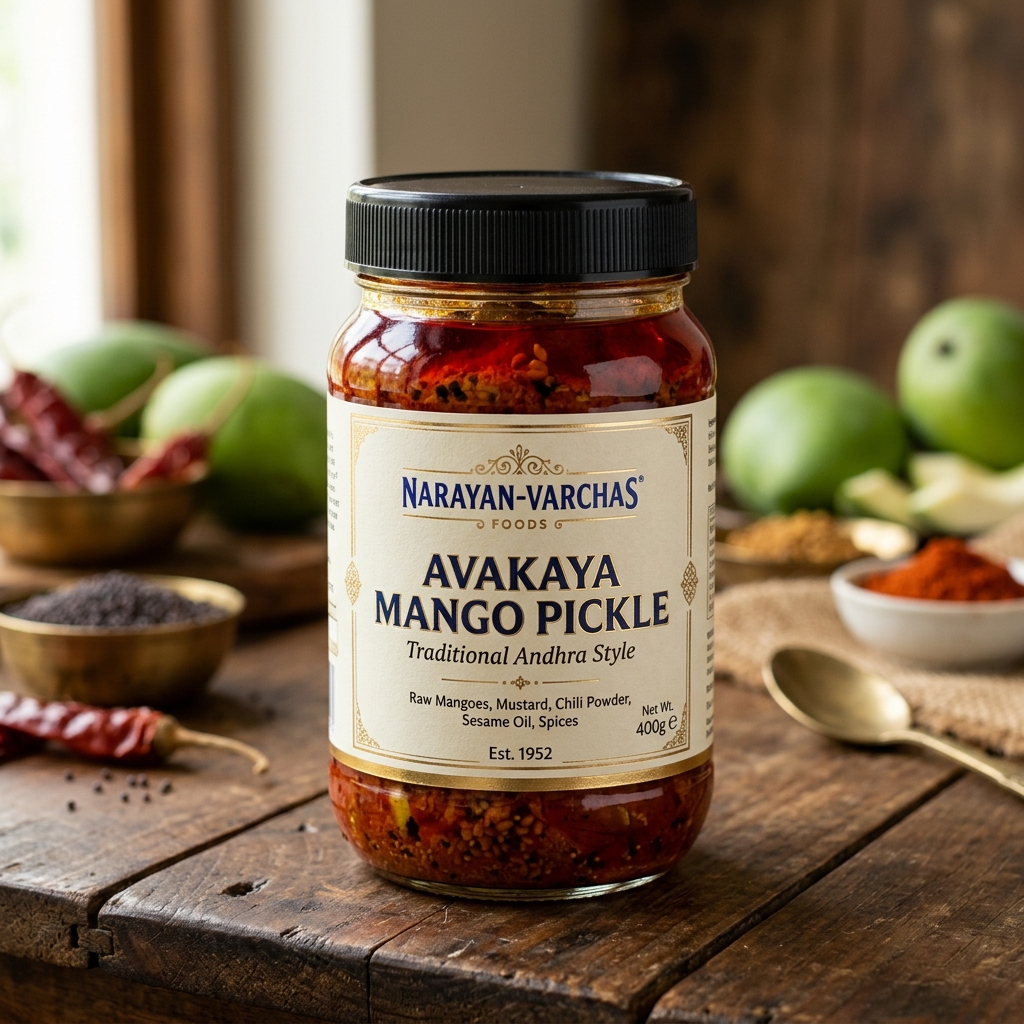 NARAYAN-VARCHAS®
FOODS
AVAKAYA
MANGO PICKLE
Traditional Andhra Style
Raw Mangoes, Mustard, Chili Powder,
Sesame Oil, Spices
Net Wt.
400g ℮
Est. 1952